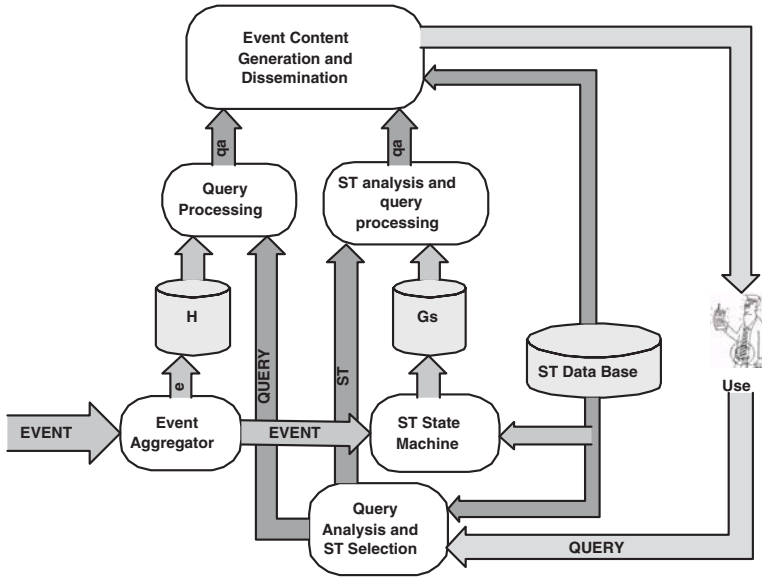 Event Content
Generation and
Dissemination
qa
qa
Query
Processing
ST analysis and
query
processing
H
Gs
ST Data Base
Use
e
QUERY
ST
EVENT
Event
Aggregator
EVENT
ST State
Machine
Query
Analysis and
ST Selection
QUERY